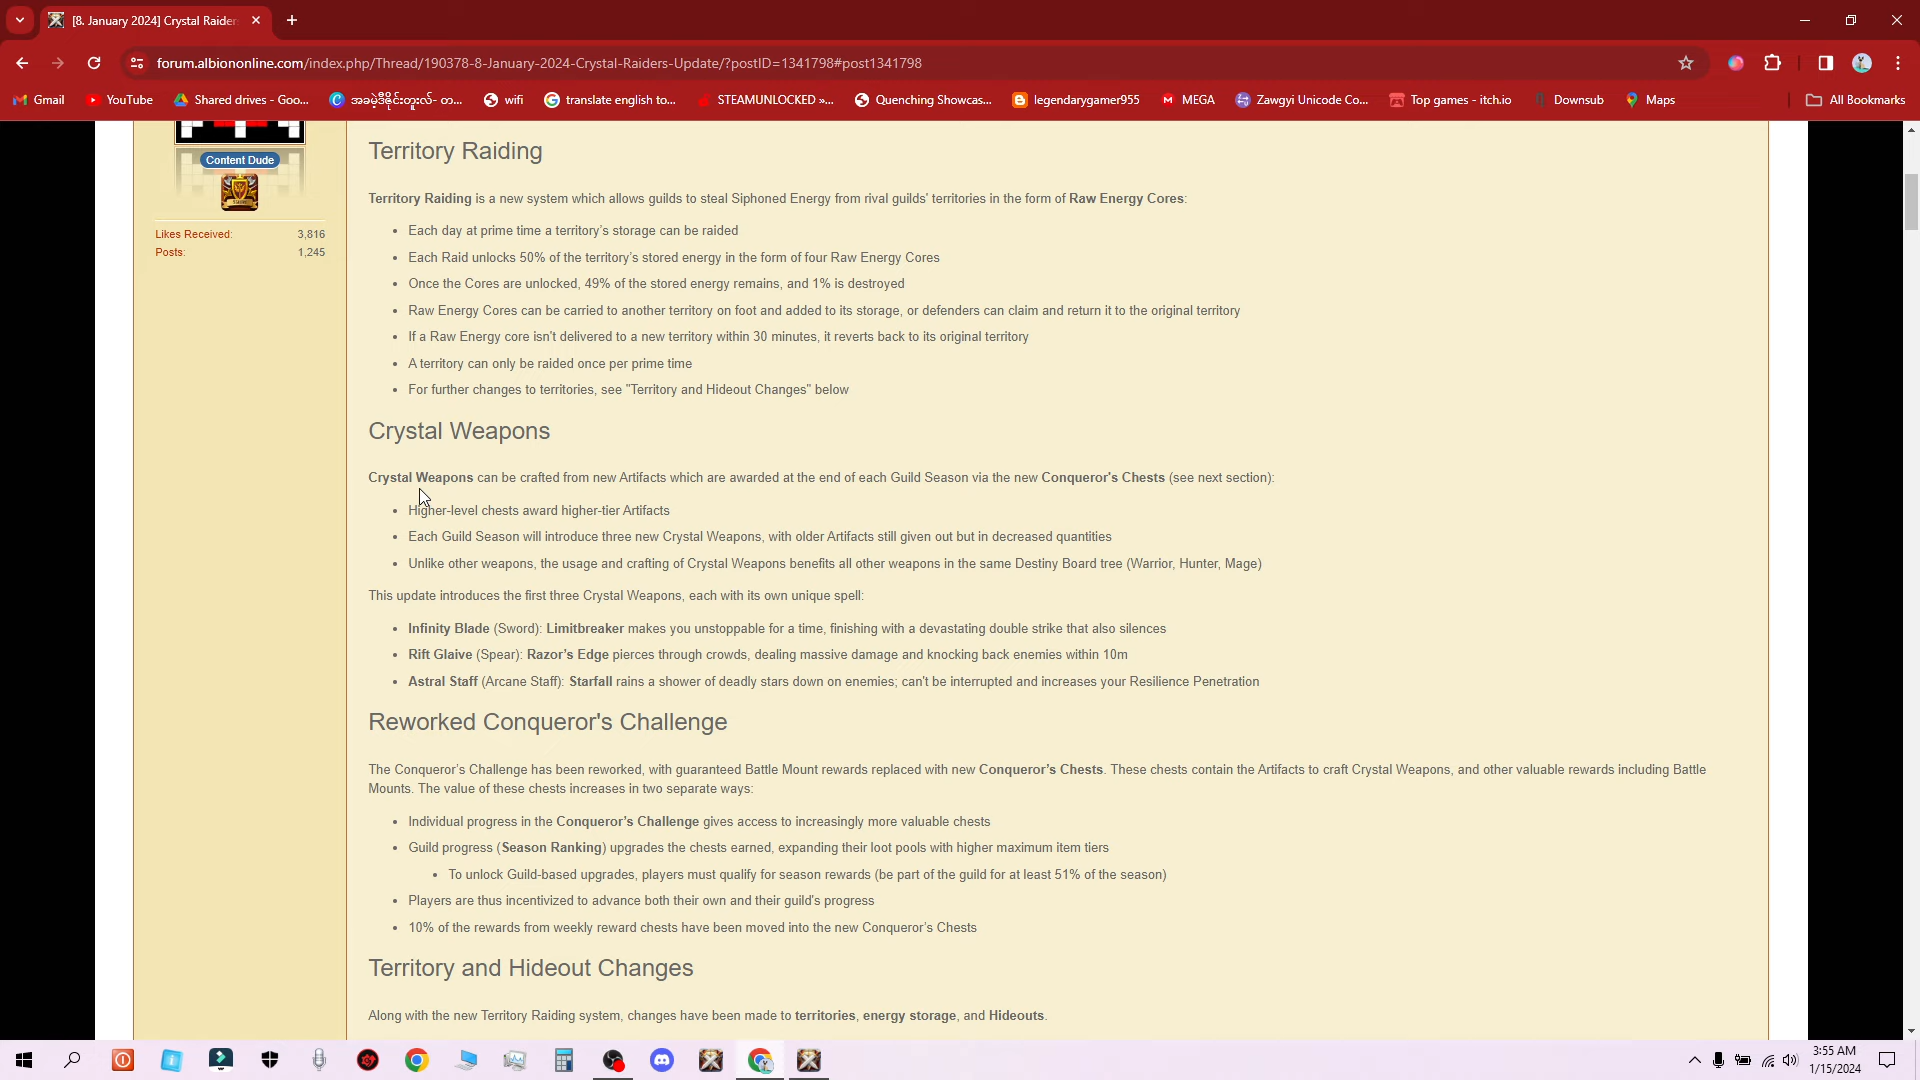 [8. January 2024] Crystal Raiders
forum.albiononline.com/index.php/Thread/190378-8-January-2024-Crystal-Raiders-Update/?postID=1341798#post1341798
Gmail YouTube Shared drives - Goo... wifi translate english to... STEAMUNLOCKED »... Quenching Showcas... legendarygamer955 MEGA Zawgyi Unicode Co... Top games - itch.io Downsub Maps All Bookmarks
Content Dude
Likes Received: 3,816
Posts: 1,245
Territory Raiding
Territory Raiding is a new system which allows guilds to steal Siphoned Energy from rival guilds' territories in the form of Raw Energy Cores:
• Each day at prime time a territory's storage can be raided
• Each Raid unlocks 50% of the territory's stored energy in the form of four Raw Energy Cores
• Once the Cores are unlocked, 49% of the stored energy remains, and 1% is destroyed
• Raw Energy Cores can be carried to another territory on foot and added to its storage, or defenders can claim and return it to the original territory
• If a Raw Energy core isn't delivered to a new territory within 30 minutes, it reverts back to its original territory
• A territory can only be raided once per prime time
• For further changes to territories, see "Territory and Hideout Changes" below
Crystal Weapons
Crystal Weapons can be crafted from new Artifacts which are awarded at the end of each Guild Season via the new Conqueror's Chests (see next section):
• Higher-level chests award higher-tier Artifacts
• Each Guild Season will introduce three new Crystal Weapons, with older Artifacts still given out but in decreased quantities
• Unlike other weapons, the usage and crafting of Crystal Weapons benefits all other weapons in the same Destiny Board tree (Warrior, Hunter, Mage)
This update introduces the first three Crystal Weapons, each with its own unique spell:
• Infinity Blade (Sword): Limitbreaker makes you unstoppable for a time, finishing with a devastating double strike that also silences
• Rift Glaive (Spear): Razor's Edge pierces through crowds, dealing massive damage and knocking back enemies within 10m
• Astral Staff (Arcane Staff): Starfall rains a shower of deadly stars down on enemies; can't be interrupted and increases your Resilience Penetration
Reworked Conqueror's Challenge
The Conqueror's Challenge has been reworked, with guaranteed Battle Mount rewards replaced with new Conqueror's Chests. These chests contain the Artifacts to craft Crystal Weapons, and other valuable rewards including Battle
Mounts. The value of these chests increases in two separate ways:
• Individual progress in the Conqueror's Challenge gives access to increasingly more valuable chests
• Guild progress (Season Ranking) upgrades the chests earned, expanding their loot pools with higher maximum item tiers
• To unlock Guild-based upgrades, players must qualify for season rewards (be part of the guild for at least 51% of the season)
• Players are thus incentivized to advance both their own and their guild's progress
• 10% of the rewards from weekly reward chests have been moved into the new Conqueror's Chests
Territory and Hideout Changes
Along with the new Territory Raiding system, changes have been made to territories, energy storage, and Hideouts.
3:55 AM
1/15/2024